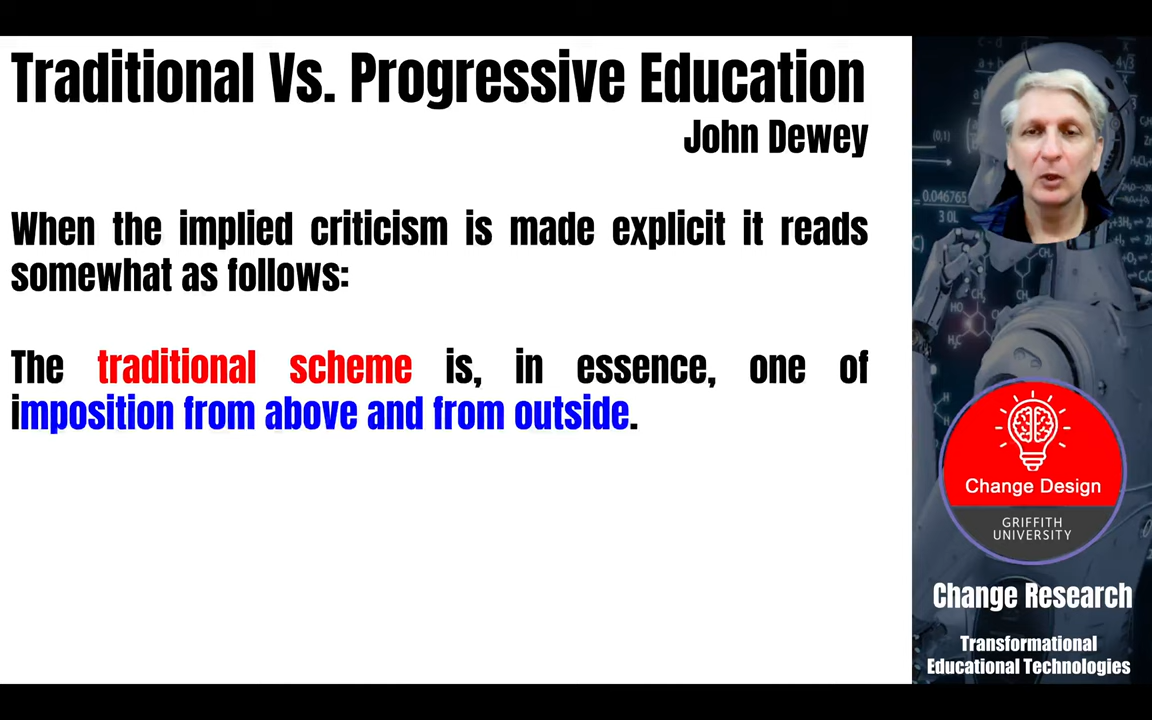 Traditional Vs. Progressive Education
John Dewey
When the implied criticism is made explicit it reads
somewhat as follows:
The traditional scheme is, in essence, one of
imposition from above and from outside.
0.046765
Change Design
GRIFFITH
UNIVERSITY
Change Research
Transformational
Educational Technologies